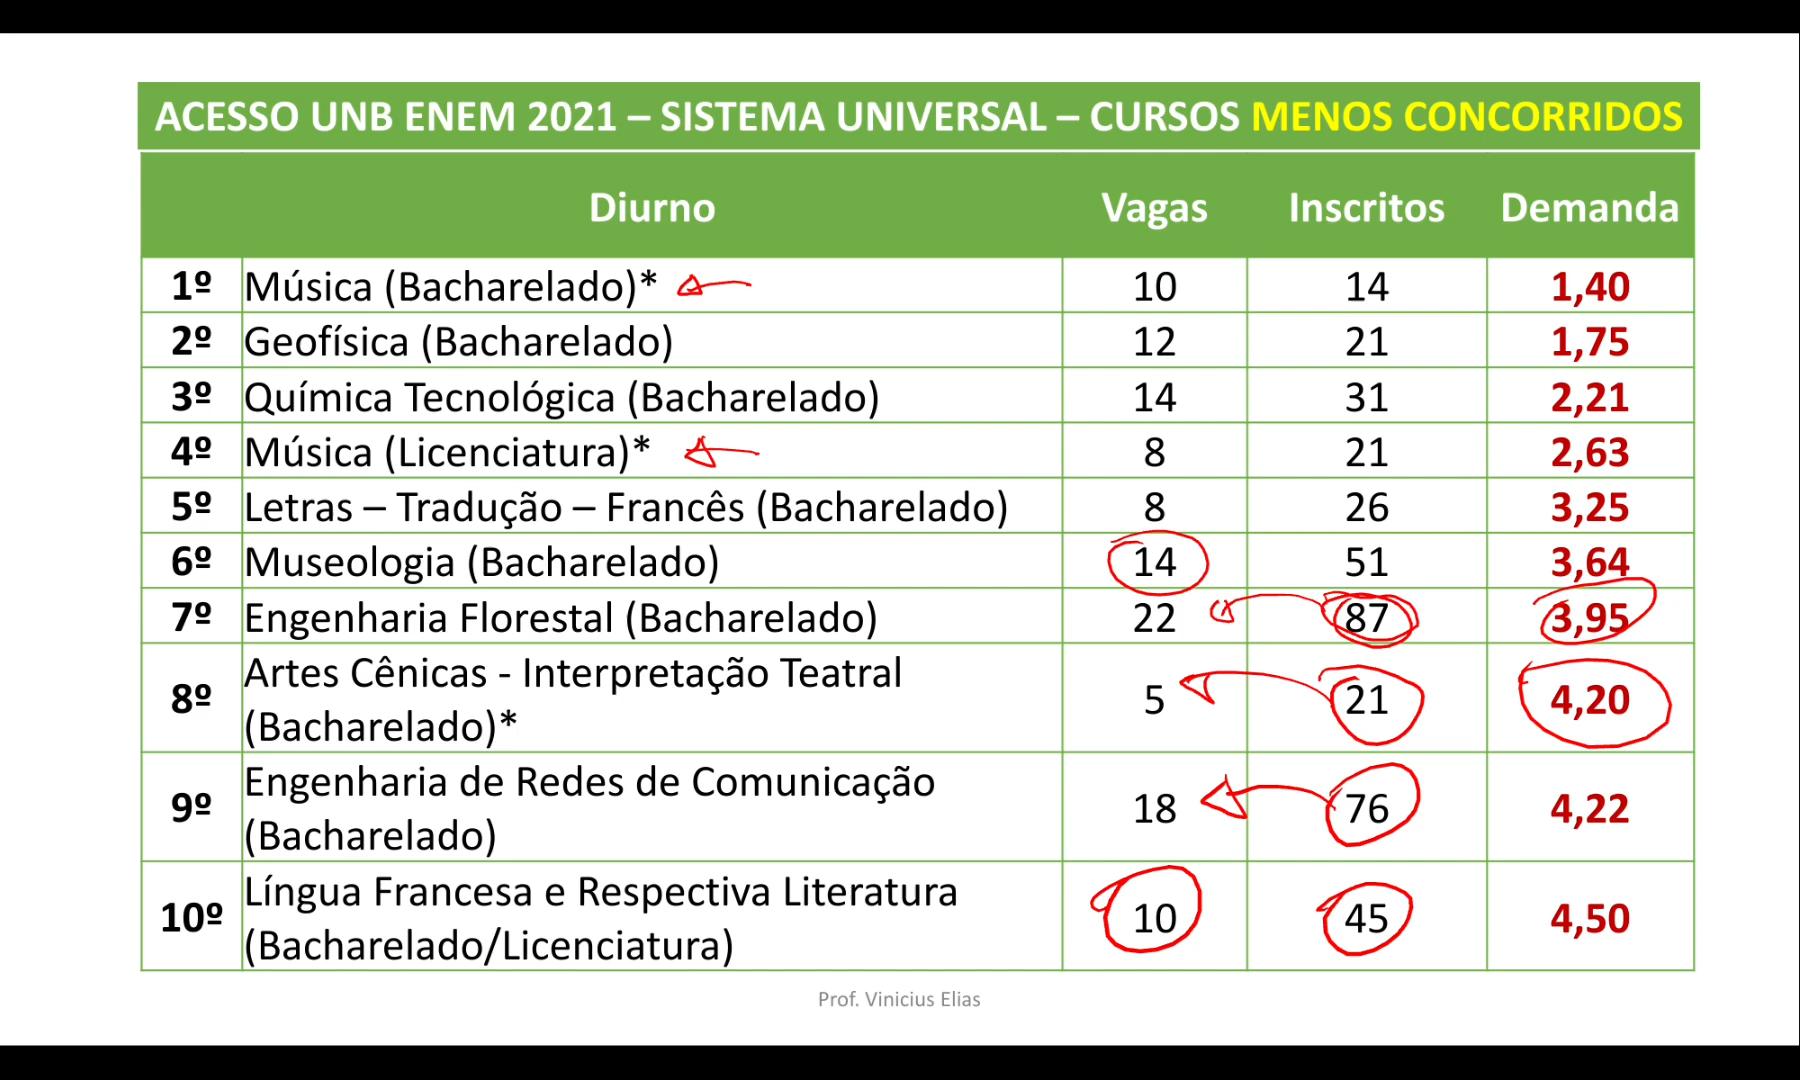 ACESSO UNB ENEM 2021 – SISTEMA UNIVERSAL – CURSOS MENOS CONCORRIDOS
Diurno Vagas Inscritos Demanda
1º Música (Bacharelado)* 10 14 1,40
2º Geofísica (Bacharelado) 12 21 1,75
3º Química Tecnológica (Bacharelado) 14 31 2,21
4º Música (Licenciatura)* 8 21 2,63
5º Letras – Tradução – Francês (Bacharelado) 8 26 3,25
6º Museologia (Bacharelado) 14 51 3,64
7º Engenharia Florestal (Bacharelado) 22 87 3,95
8º Artes Cênicas - Interpretação Teatral
(Bacharelado)* 5 21 4,20
9º Engenharia de Redes de Comunicação
(Bacharelado) 18 76 4,22
10º Língua Francesa e Respectiva Literatura
(Bacharelado/Licenciatura) 10 45 4,50
Prof. Vinicius Elias